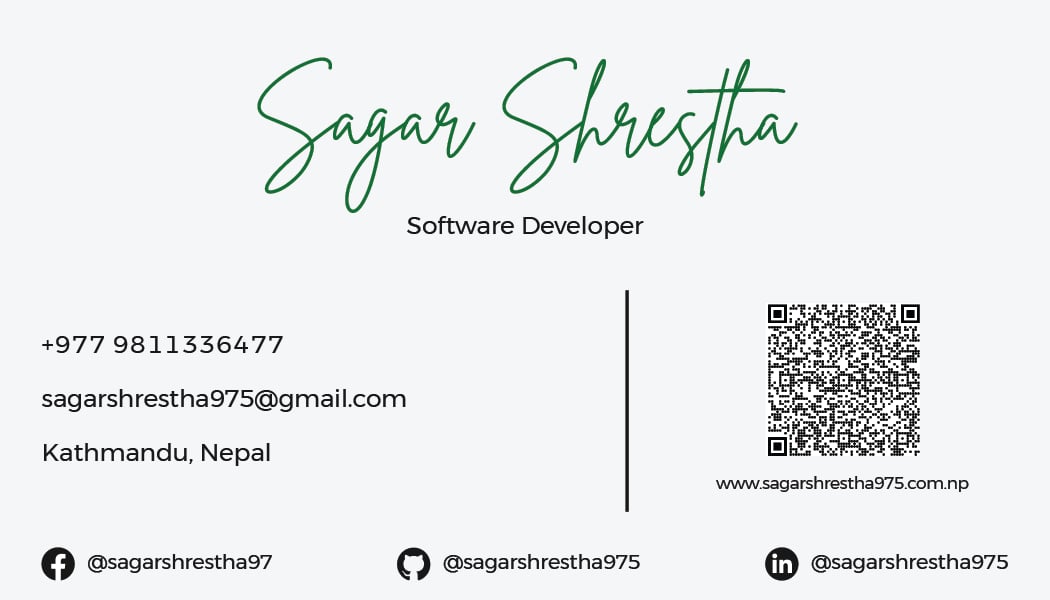 Sagar Shrestha
Software Developer
+977 9811336477
sagarshrestha975@gmail.com
Kathmandu, Nepal
www.sagarshrestha975.com.np
@sagarshrestha97
@sagarshrestha975
@sagarshrestha975